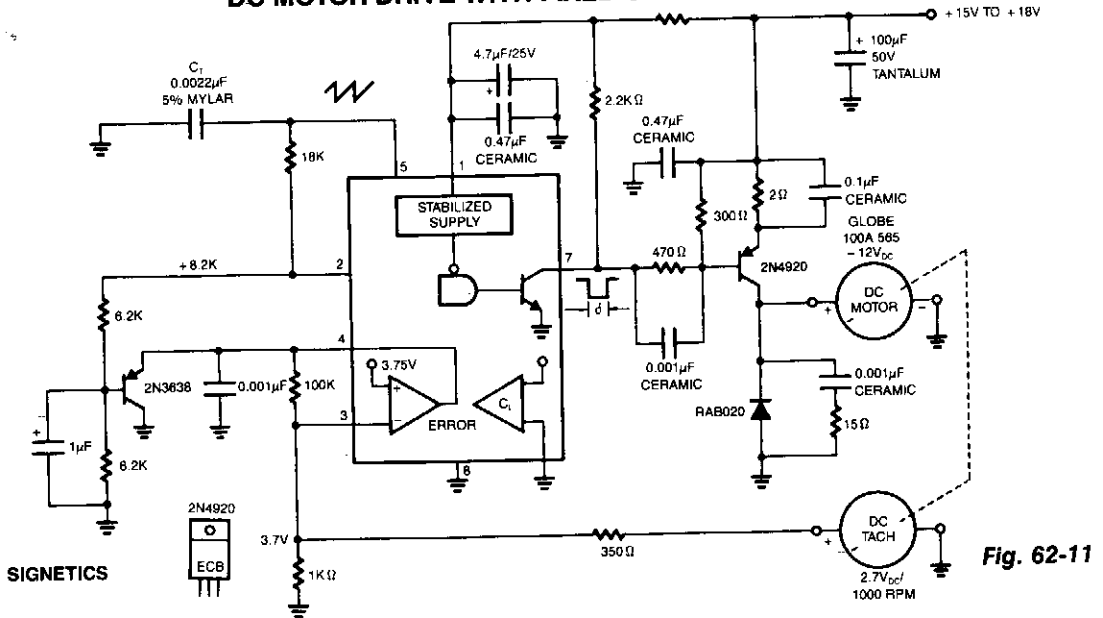 DC MOTOR DRIVE WITH FIXED
+15V TO +18V
+ 100µF
50V
TANTALUM
4.7µF/25V
+
0.47µF
CERAMIC
C_T
0.0022µF
5% MYLAR
18K
2.2KΩ
0.47µF
CERAMIC
5
1
STABILIZED
SUPPLY
300Ω
2Ω
0.1µF
CERAMIC
GLOBE
100A 565
– 12V_DC
+8.2K
2
7
470Ω
2N4920
d
DC
MOTOR
+
–
6.2K
4
3.75V
0.001µF
CERAMIC
0.001µF
CERAMIC
2N3638
0.001µF
100K
+
–
ERROR
C_L
RAB020
15Ω
+
1µF
3
6.2K
8
2N4920
ECB
3.7V
350Ω
+
DC
TACH
–
2.7V_DC/
1000 RPM
1KΩ
SIGNETICS
Fig. 62-11